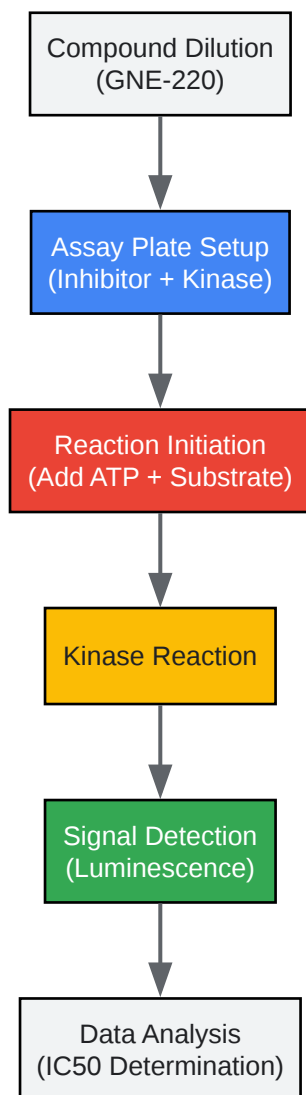 Compound Dilution
(GNE-220)
Assay Plate Setup
(Inhibitor + Kinase)
Reaction Initiation
(Add ATP + Substrate)
Kinase Reaction
Signal Detection
(Luminescence)
Data Analysis
(IC50 Determination)